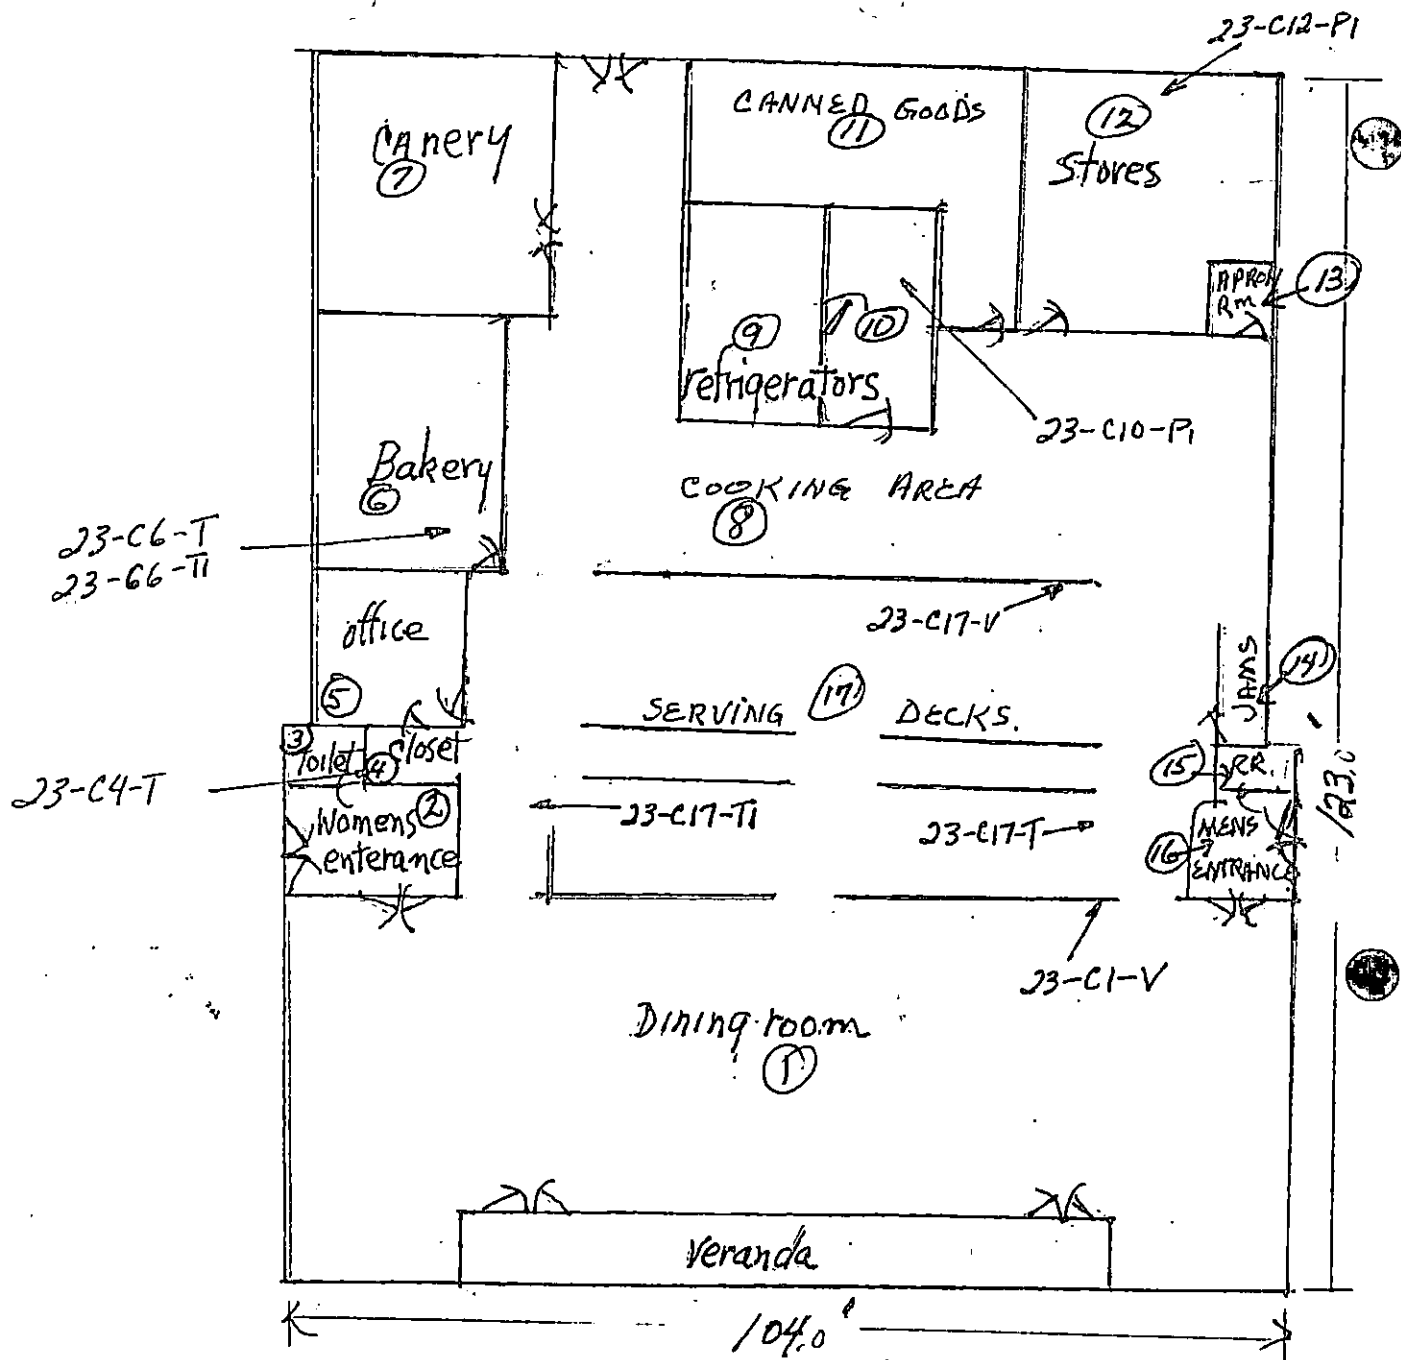 23-C12-P1
CANNED GOODS
11
12
Stores
CAnery
7
APRON
Rm
13
9
10
refrigerators
23-C10-P1
Bakery
6
COOKING AREA
8
23-C6-T
23-66-T1
office
5
23-C17-V
JAMS
14
SERVING 17 DECKS.
3
Toilet
4
closet
15
RR.
123.0'
23-C4-T
Womens 2
enterance
23-C17-T1
23-C17-T
MENS
16
ENTRANCE
23-C1-V
Dining room
1
Veranda
104.0'